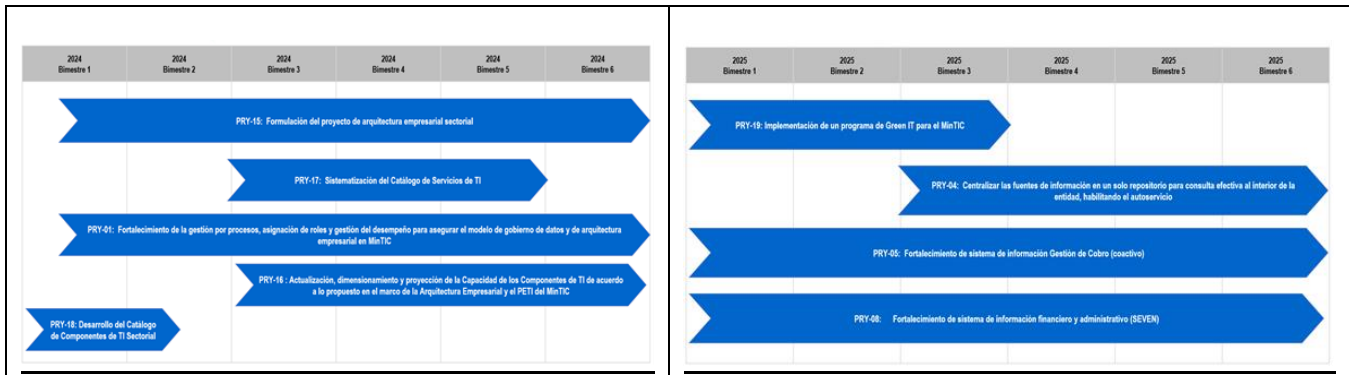 2024
Bimestre 1
2024
Bimestre 2
2024
Bimestre 3
2024
Bimestre 4
2024
Bimestre 5
2024
Bimestre 6
PRY-15: Formulación del proyecto de arquitectura empresarial sectorial
PRY-17: Sistematización del Catálogo de Servicios de TI
PRY-01: Fortalecimiento de la gestión por procesos, asignación de roles y gestión del desempeño para asegurar el modelo de gobierno de datos y de arquitectura
empresarial en MinTIC
PRY-16 : Actualización, dimensionamiento y proyección de la Capacidad de los Componentes de TI de acuerdo
a lo propuesto en el marco de la Arquitectura Empresarial y el PETI del MinTIC
PRY-18: Desarrollo del Catálogo
de Componentes de TI Sectorial
2025
Bimestre 1
2025
Bimestre 2
2025
Bimestre 3
2025
Bimestre 4
2025
Bimestre 5
2025
Bimestre 6
PRY-19: Implementación de un programa de Green IT para el MinTIC
PRY-04: Centralizar las fuentes de información en un solo repositorio para consulta efectiva al interior de la
entidad, habilitando el autoservicio
PRY-05: Fortalecimiento de sistema de información Gestión de Cobro (coactivo)
PRY-08: Fortalecimiento de sistema de información financiero y administrativo (SEVEN)